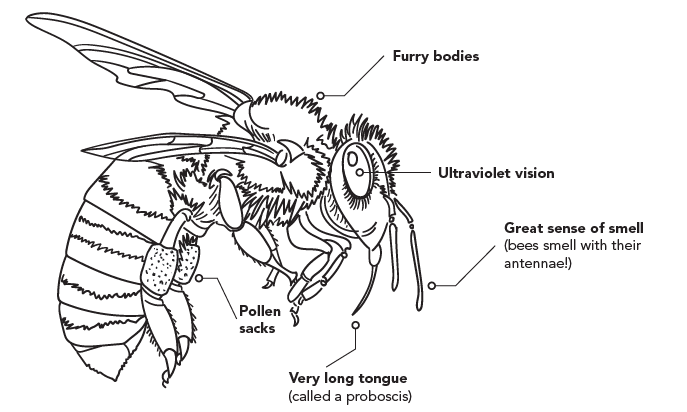 Furry bodies
Ultraviolet vision
Great sense of smell
(bees smell with their
antennae!)
Pollen
sacks
Very long tongue
(called a proboscis)